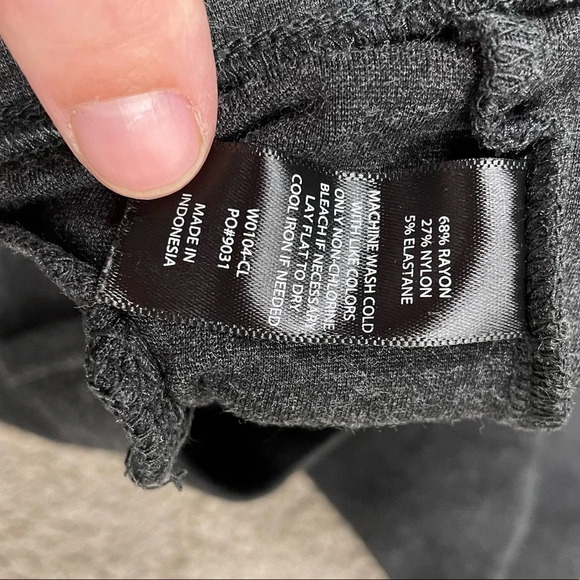 68% RAYON
27% NYLON
5% ELASTANE
MACHINE WASH COLD
WITH LIKE COLORS
ONLY NON-CHLORINE
BLEACH IF NECESSARY
LAY FLAT TO DRY
COOL IRON IF NEEDED
W0104-CL
PO#9031
MADE IN
INDONESIA